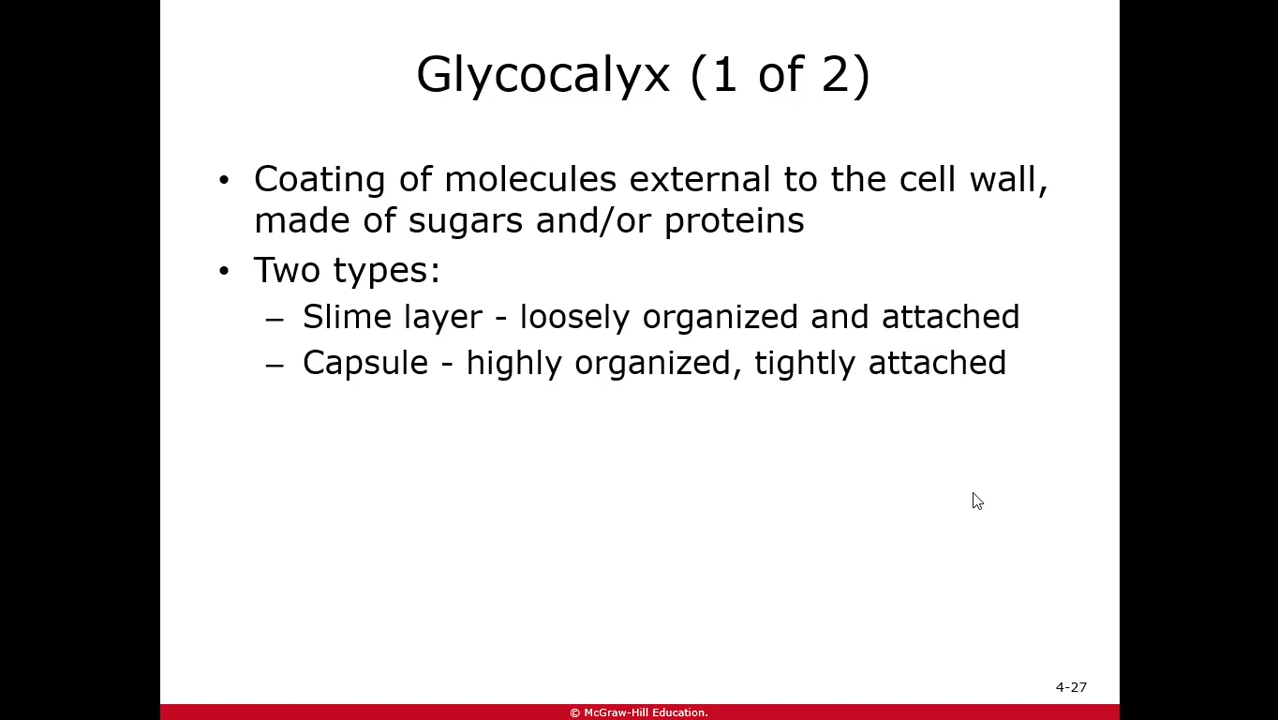 Glycocalyx (1 of 2)
• Coating of molecules external to the cell wall,
made of sugars and/or proteins
• Two types:
– Slime layer - loosely organized and attached
– Capsule - highly organized, tightly attached
4-27
© McGraw-Hill Education.